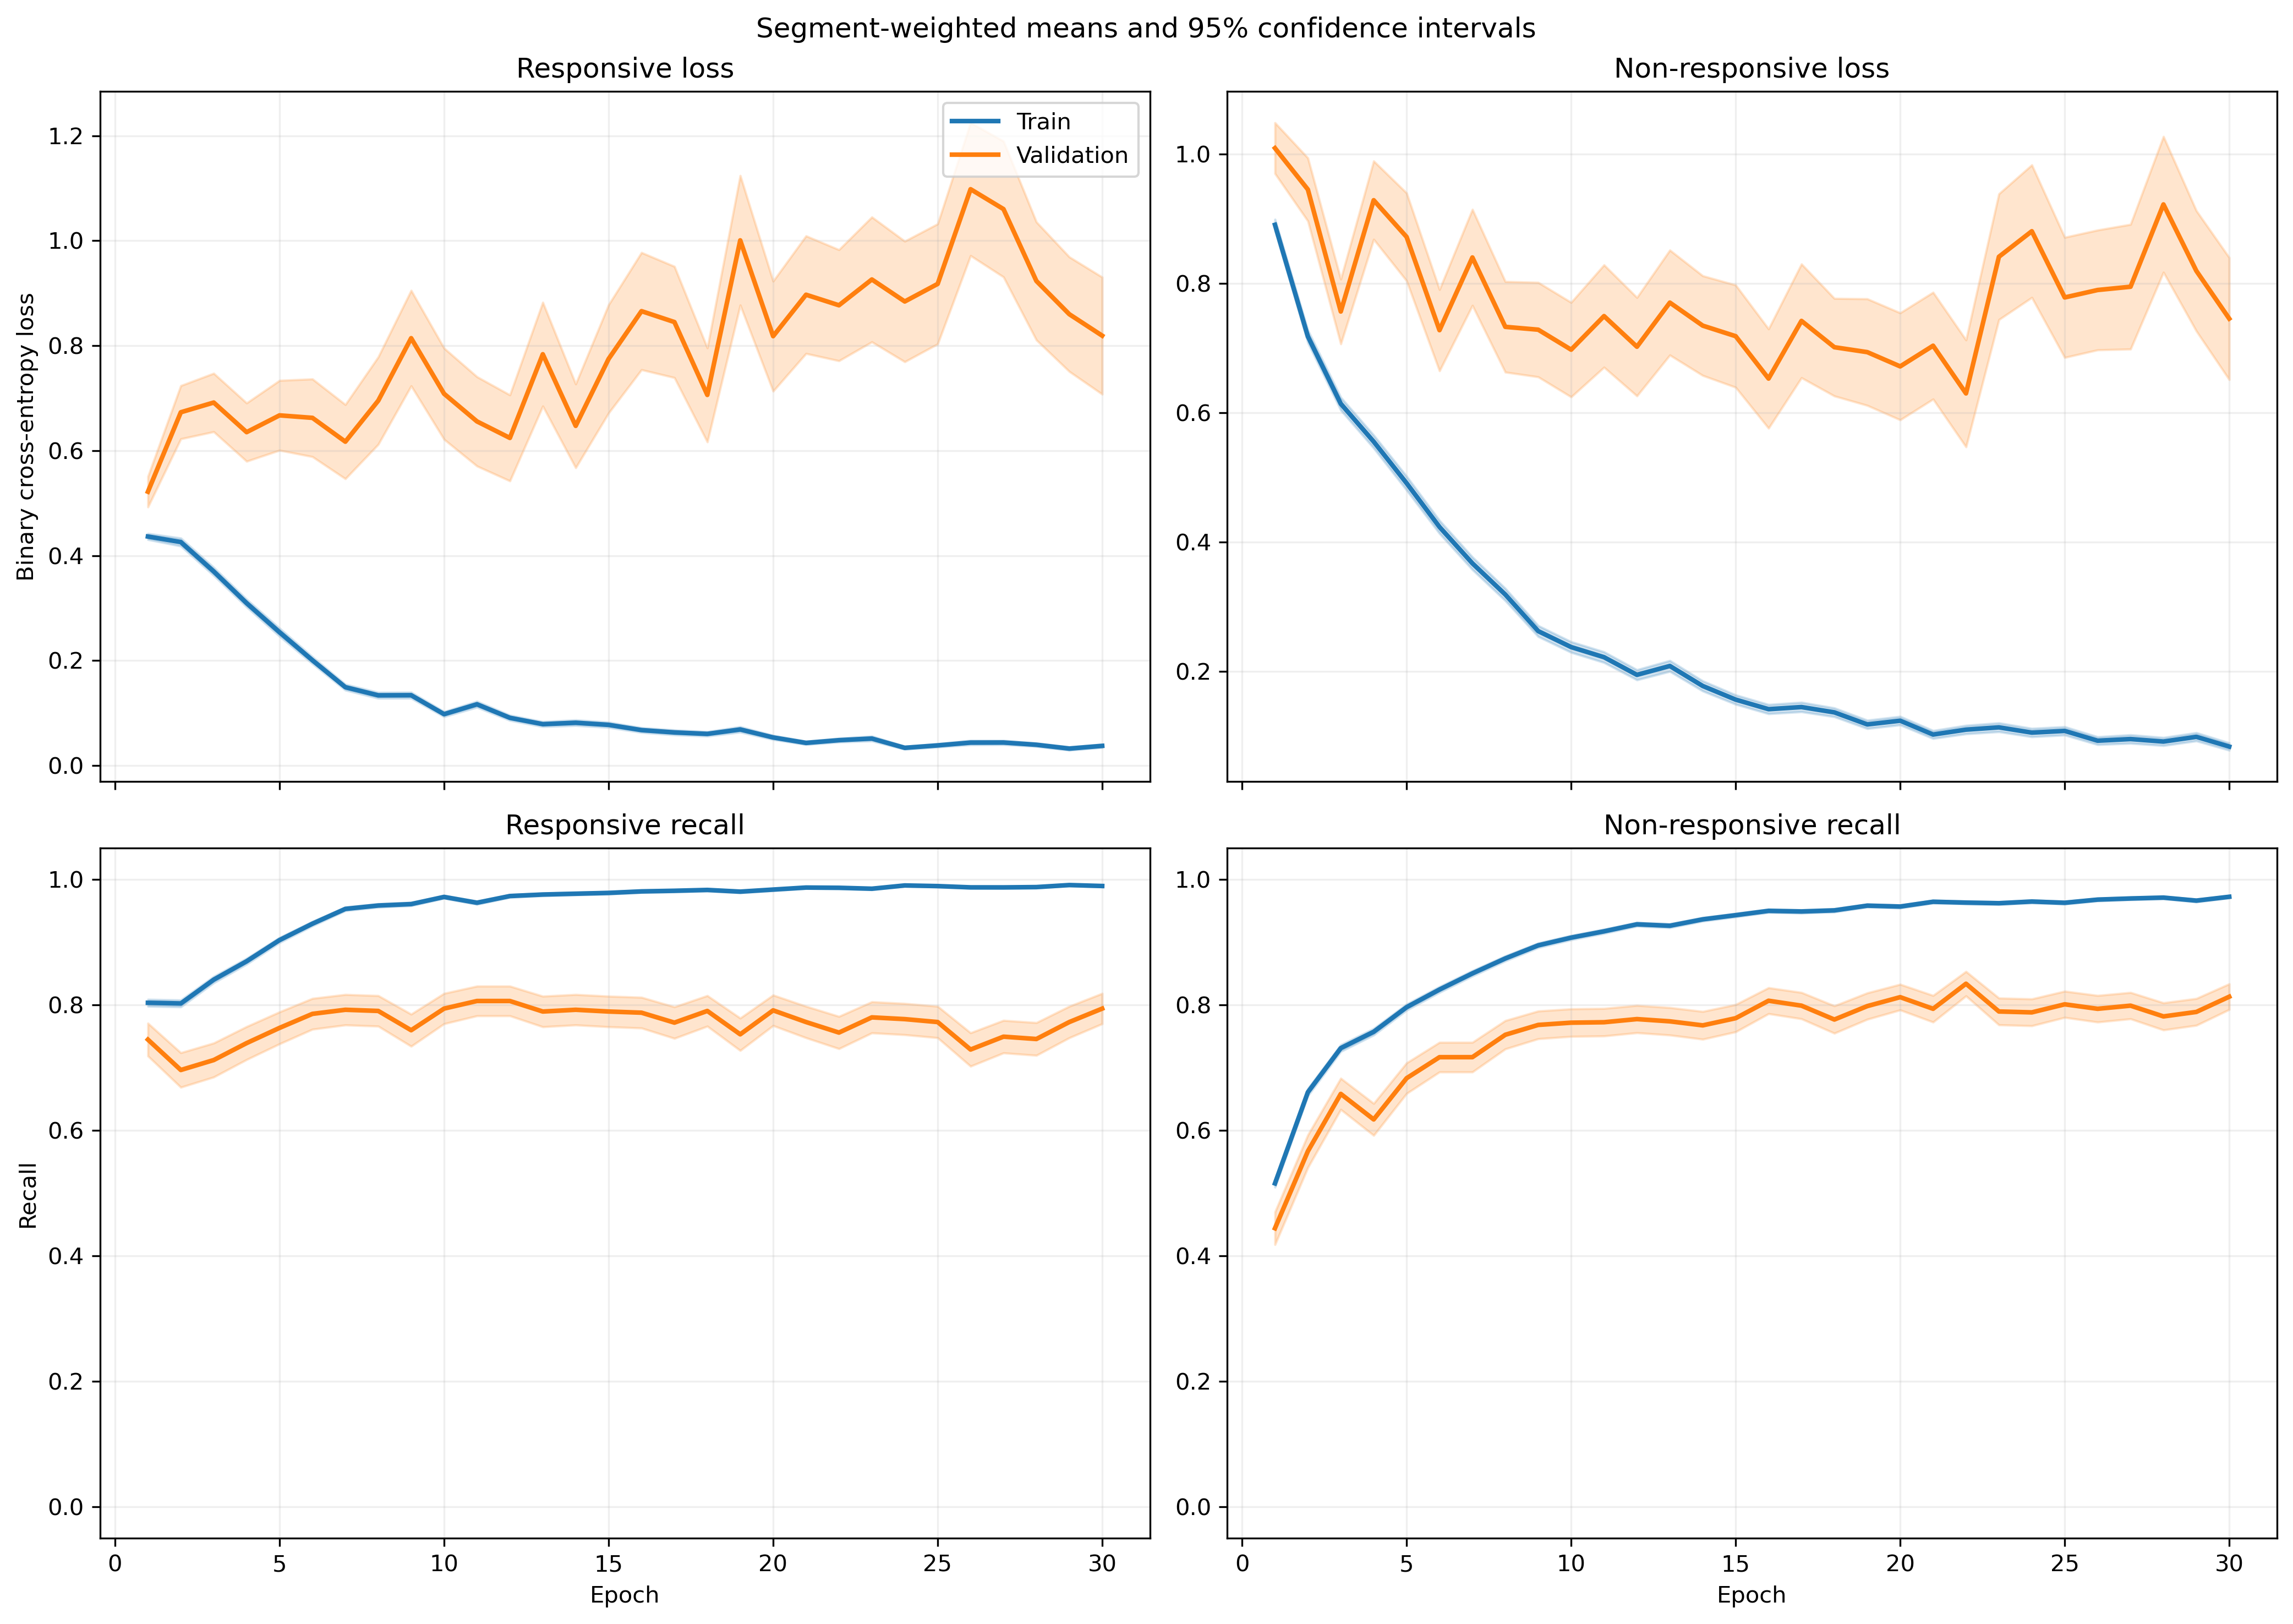 Segment-weighted means and 95% confidence intervals
Responsive loss
Non-responsive loss
Train
Validation
Binary cross-entropy loss
1.2
1.0
0.8
0.6
0.4
0.2
0.0
1.0
0.8
0.6
0.4
0.2
Responsive recall
Non-responsive recall
Recall
1.0
0.8
0.6
0.4
0.2
0.0
0 5 10 15 20 25 30
Epoch
1.0
0.8
0.6
0.4
0.2
0.0
0 5 10 15 20 25 30
Epoch